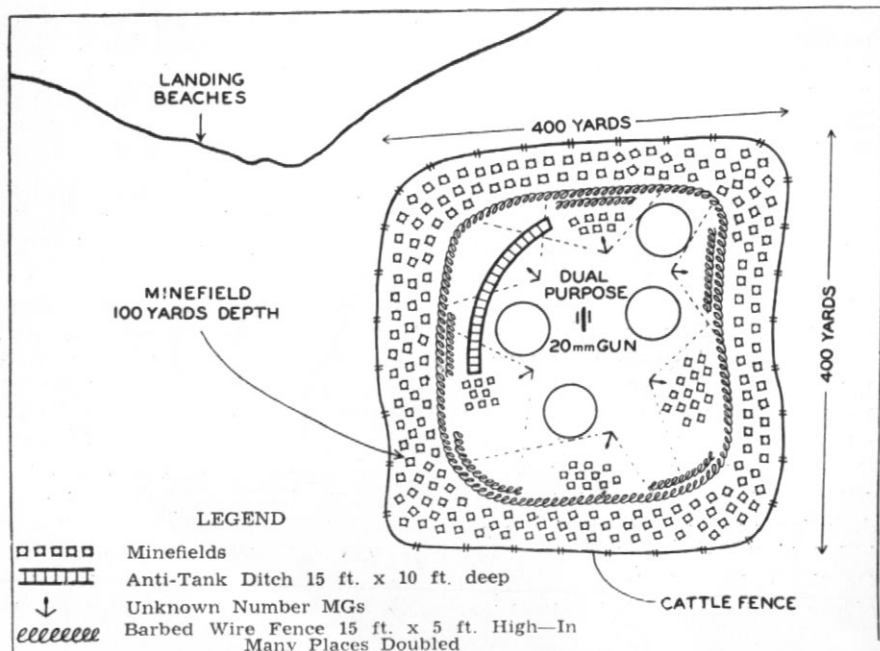 LANDING
BEACHES
400 YARDS
400 YARDS
MINEFIELD
100 YARDS DEPTH
DUAL
PURPOSE
20mm GUN
CATTLE FENCE
LEGEND
Minefields
Anti-Tank Ditch 15 ft. x 10 ft. deep
Unknown Number MGs
Barbed Wire Fence 15 ft. x 5 ft. High—In
Many Places Doubled